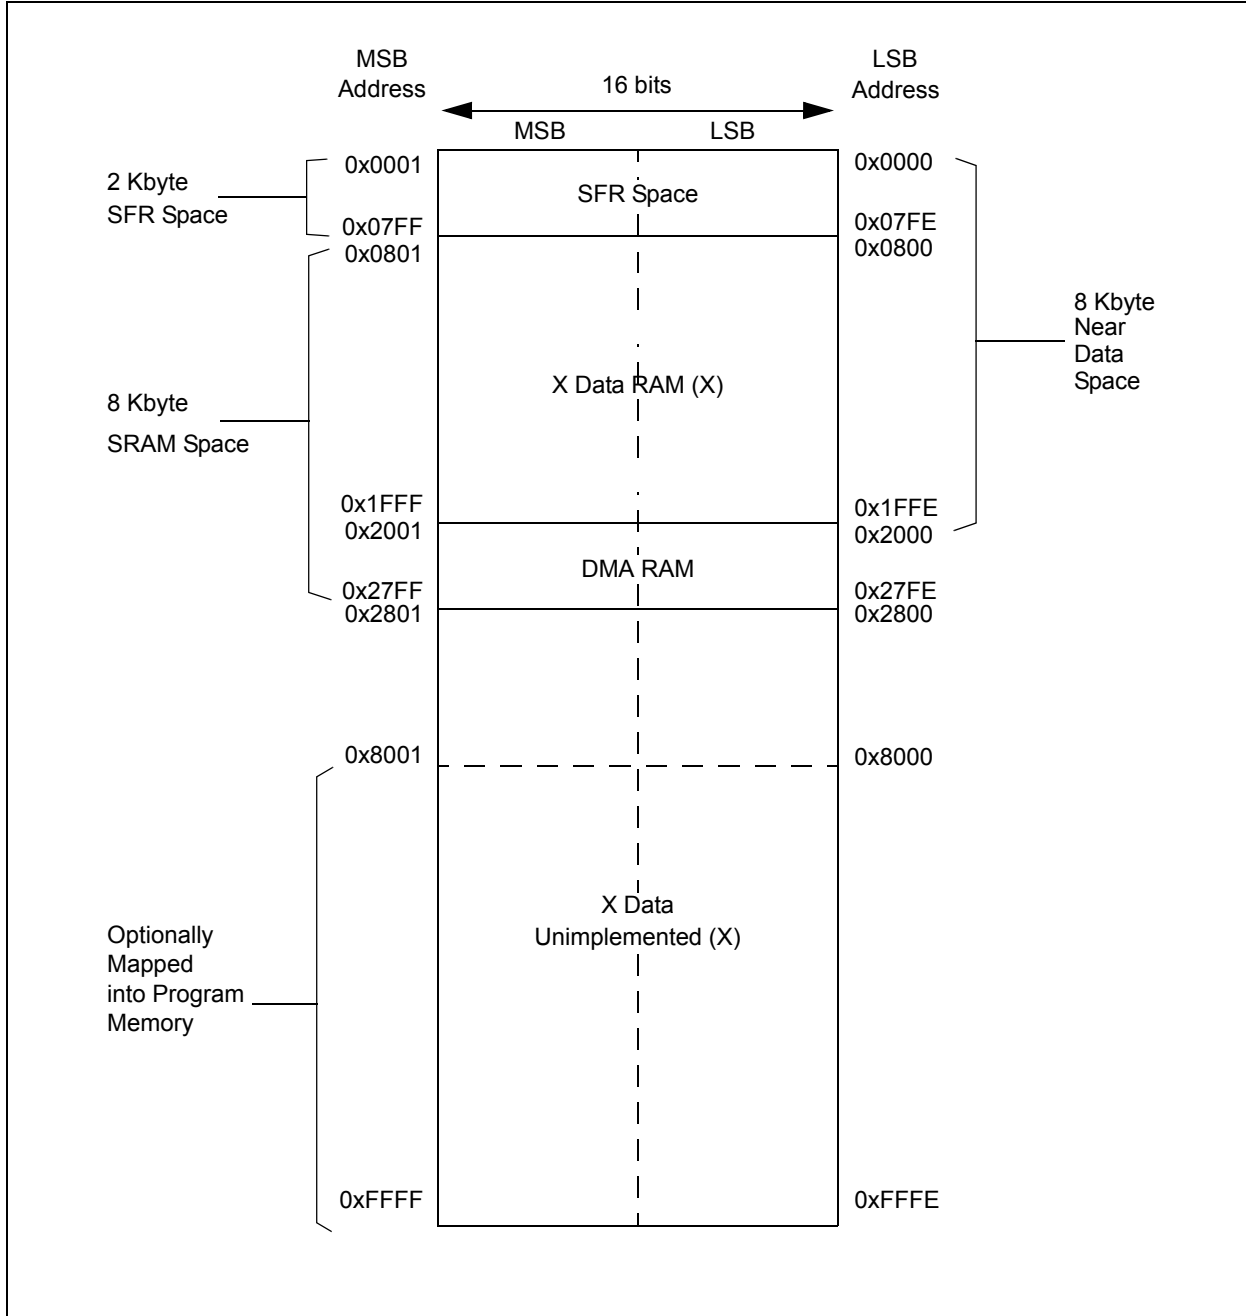 MSB
Address
LSB
Address
16 bits
MSB
LSB
0x0001
0x0000
2 Kbyte
SFR Space
SFR Space
0x07FF
0x07FE
0x0801
0x0800
8 Kbyte
Near
Data
Space
X Data RAM (X)
8 Kbyte
SRAM Space
0x1FFF
0x1FFE
0x2001
0x2000
DMA RAM
0x27FF
0x27FE
0x2801
0x2800
0x8001
0x8000
X Data
Unimplemented (X)
Optionally
Mapped
into Program
Memory
0xFFFF
0xFFFE